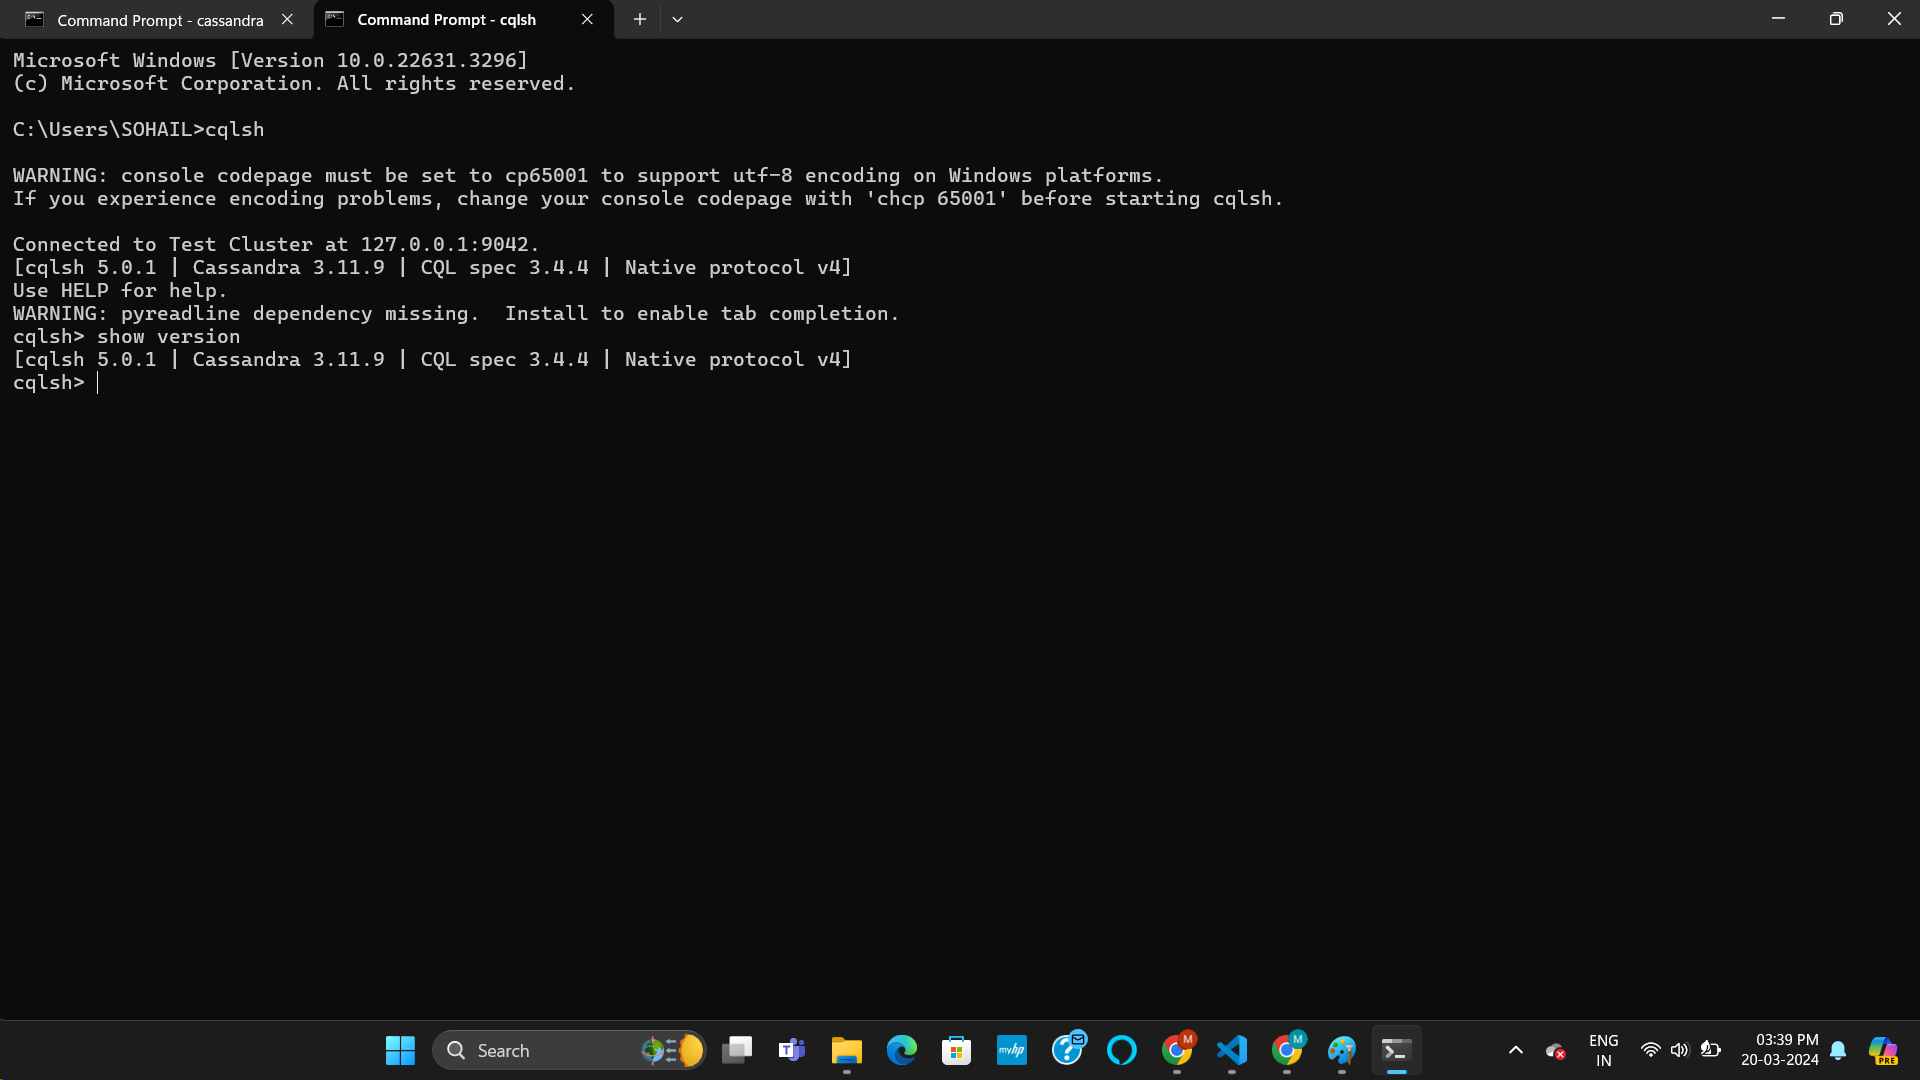 Command Prompt - cassandra
Command Prompt - cqlsh
Microsoft Windows [Version 10.0.22631.3296]
(c) Microsoft Corporation. All rights reserved.
C:\Users\SOHAIL>cqlsh
WARNING: console codepage must be set to cp65001 to support utf-8 encoding on Windows platforms.
If you experience encoding problems, change your console codepage with 'chcp 65001' before starting cqlsh.
Connected to Test Cluster at 127.0.0.1:9042.
[cqlsh 5.0.1 | Cassandra 3.11.9 | CQL spec 3.4.4 | Native protocol v4]
Use HELP for help.
WARNING: pyreadline dependency missing.  Install to enable tab completion.
cqlsh> show version
[cqlsh 5.0.1 | Cassandra 3.11.9 | CQL spec 3.4.4 | Native protocol v4]
cqlsh>
Search
T
myhp
?
M
M
PRE
ENG
IN
03:39 PM
20-03-2024